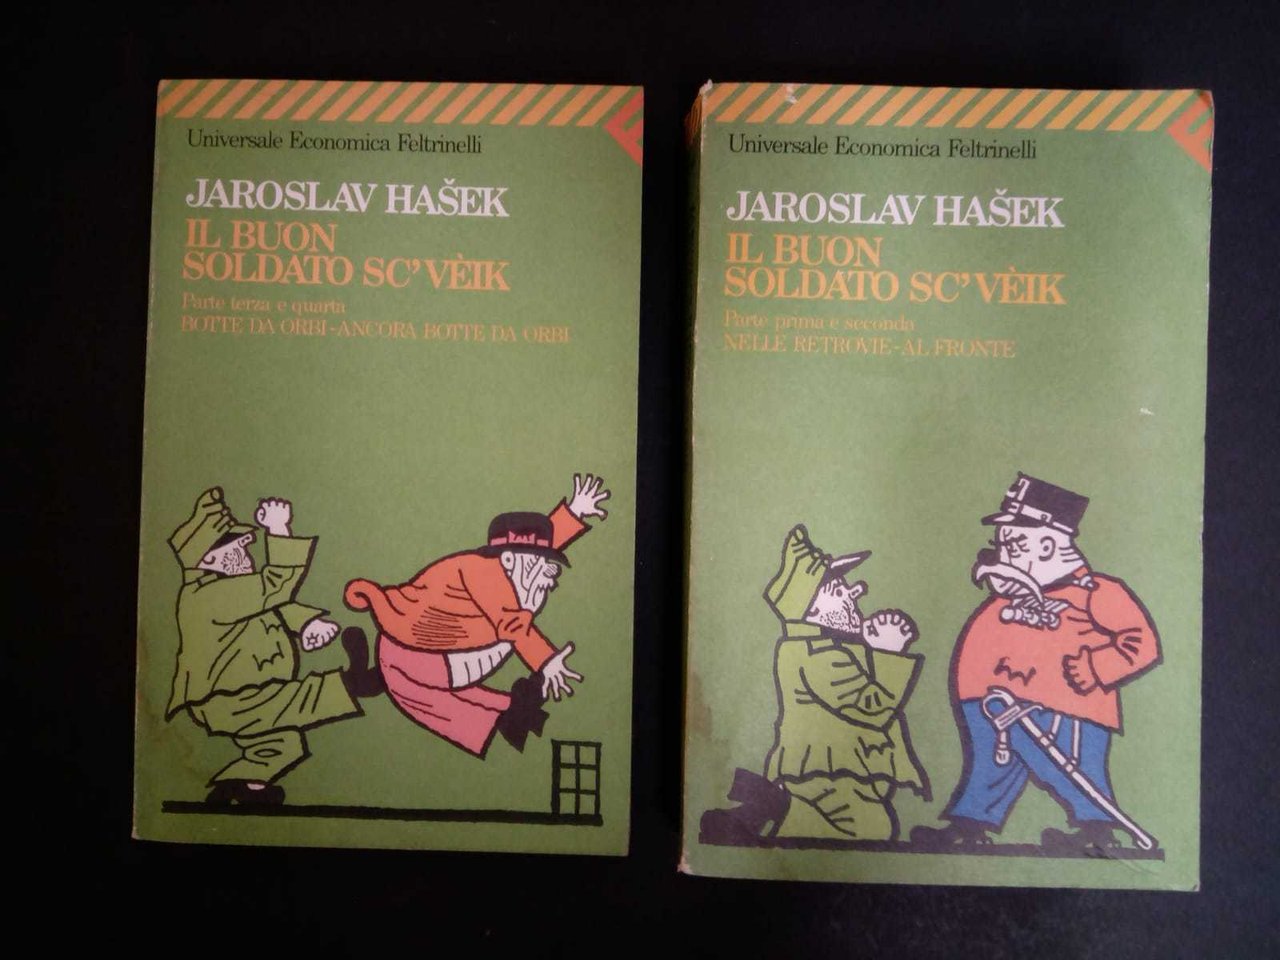 Universale Economica Feltrinelli
JAROSLAV HAŠEK
IL BUON
SOLDATO SC'VÈIK
Parte terza e quarta
BOTTE DA ORBI-ANCORA BOTTE DA ORBI
Universale Economica Feltrinelli
JAROSLAV HAŠEK
IL BUON
SOLDATO SC'VÈIK
Parte prima e seconda
NELLE RETROVIE-AL FRONTE